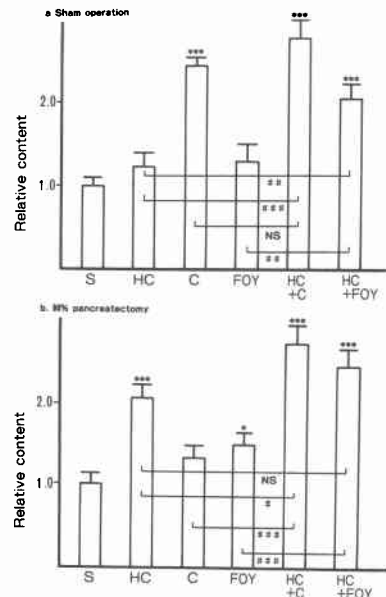 a Sham operation
***
***
***
2.0
Relative content
1.0
##
###
NS
##
S HC C FOY HC HC
+C +FOY
pancreatectomy
***
***
***
2.0
*
Relative content
1.0
NS
#
###
###
S HC C FOY HC HC
+C +FOY